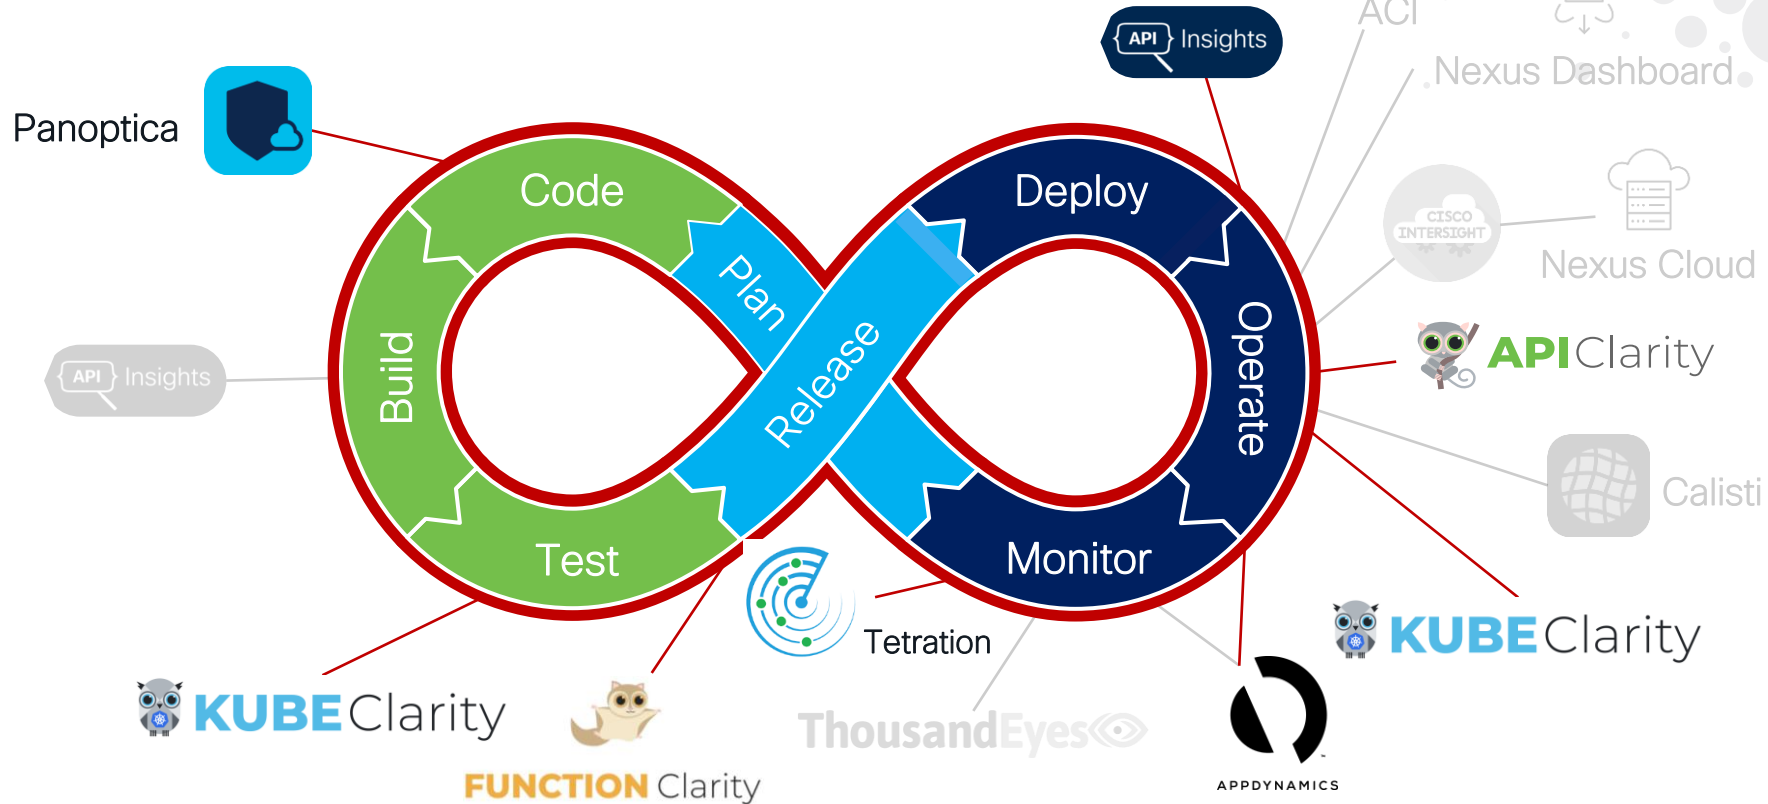 ACI
API Insights
Nexus Dashboard
Panoptica
Code
Deploy
CISCO
INTERSIGHT
Nexus Cloud
Plan
Release
Operate
APIClarity
Build
API Insights
Calisti
Test
Monitor
Tetration
KUBEClarity
KUBEClarity
ThousandEyes
FUNCTION Clarity
APPDYNAMICS